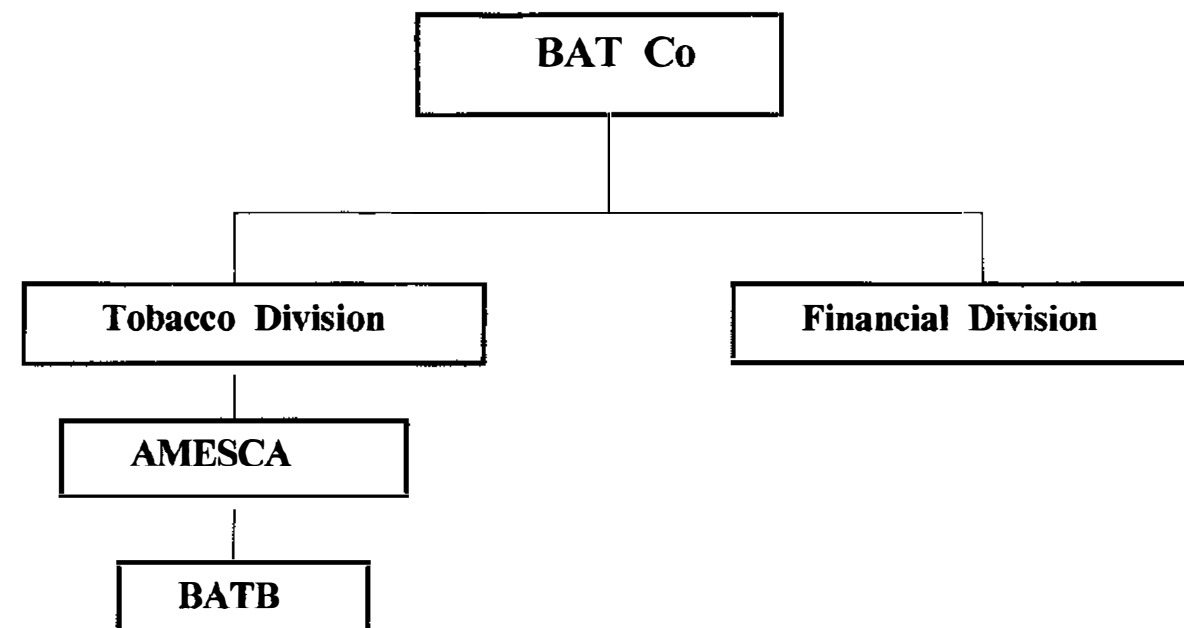 BAT Co
Tobacco Division
Financial Division
AMESCA
BATB